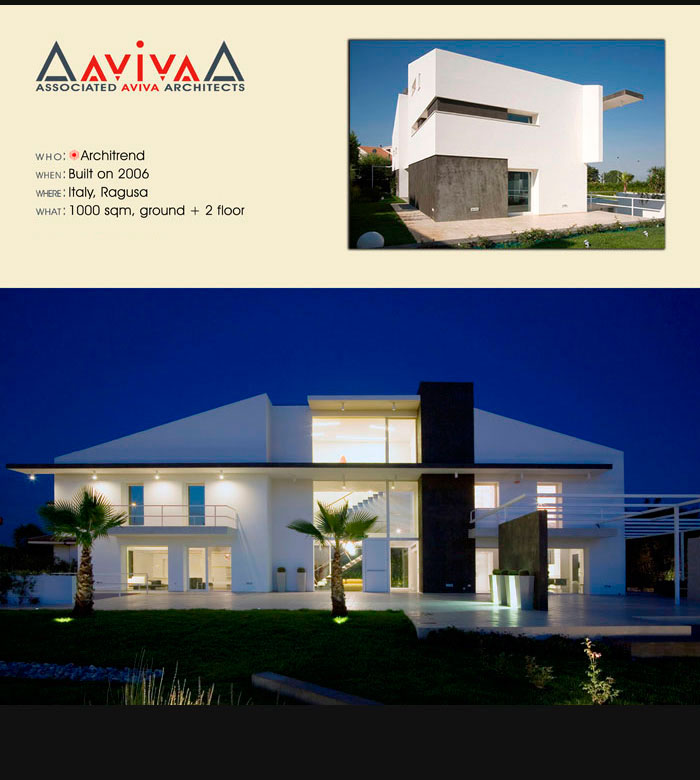 AVIVA
ASSOCIATED AVIVA ARCHITECTS
WHO: Architrend
WHEN: Built on 2006
WHERE: Italy, Ragusa
WHAT: 1000 sqm, ground + 2 floor